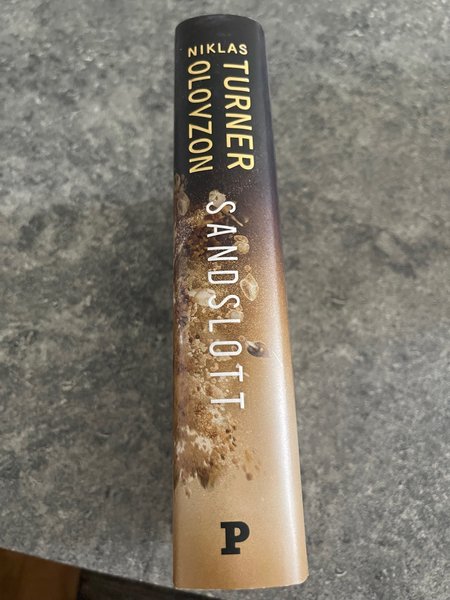 NIKLAS
TURNER
OLOVZON
SANDSLOTT
P